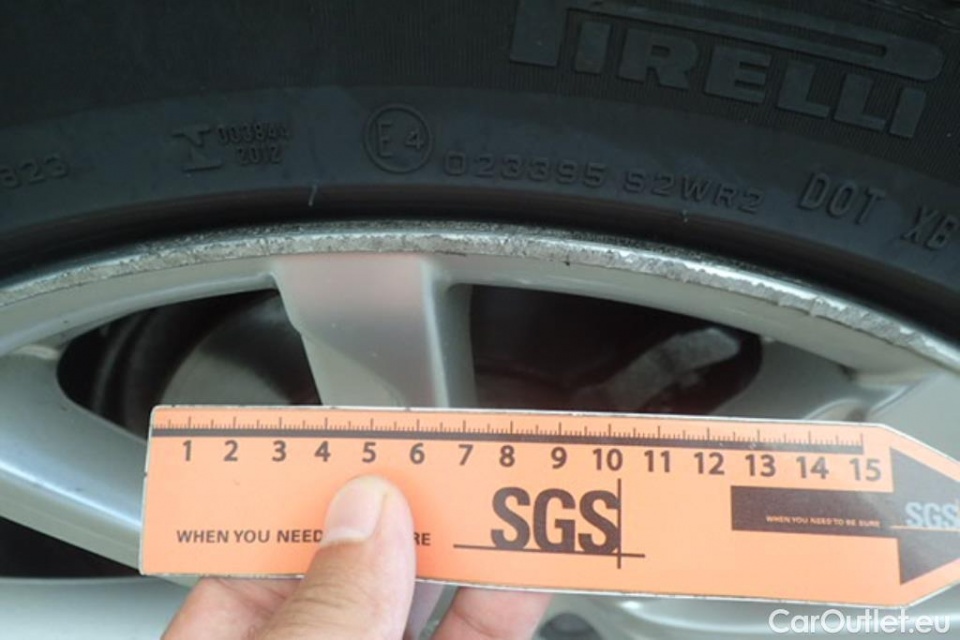 PIRELLI
823 003844 E4 023395 S2WR2 DOT XB
2012
1 2 3 4 5 6 7 8 9 10 11 12 13 14 15
SGS
WHEN YOU NEED RE
WHEN YOU NEED TO BE SURE
SGS
CarOutlet.eu